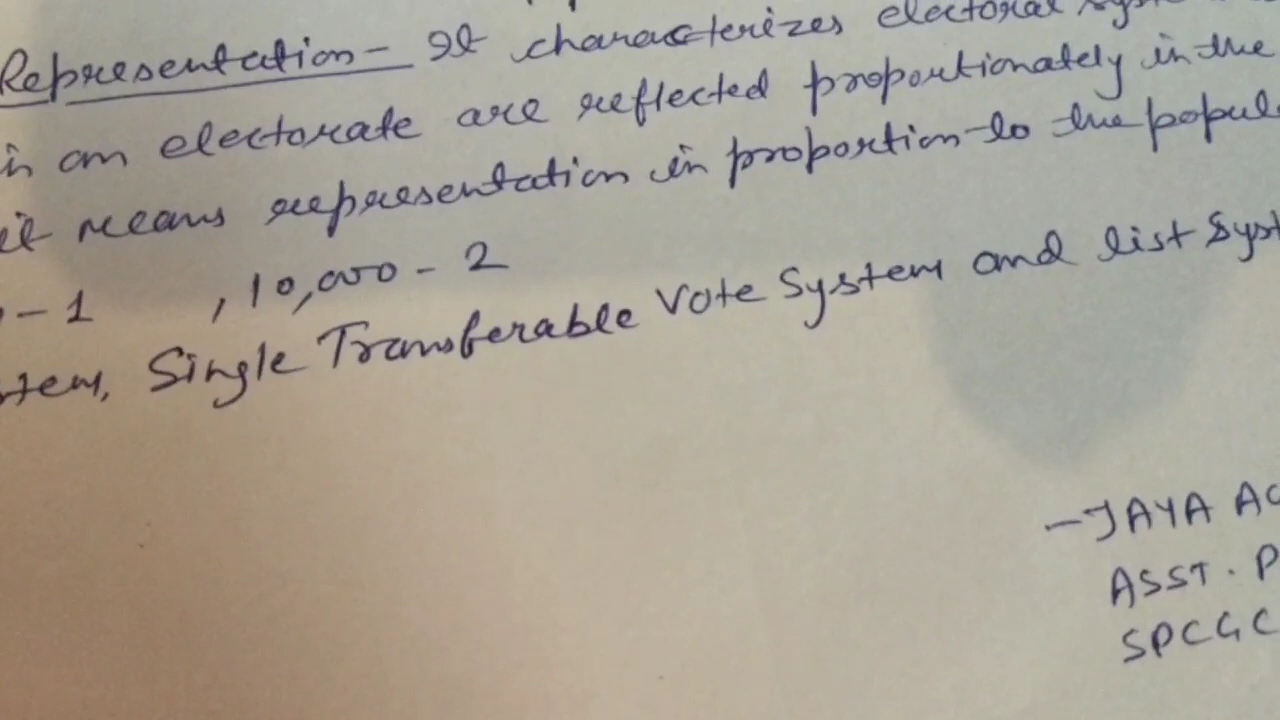 Representation - It characterizes electoral
in an electorate are reflected proportionately in the
it means representation in proportion to the popul
- 1 , 10,000 - 2
stem, Single Transferable Vote System and list Syst
- JAYA AC
ASST. P
SPCGC